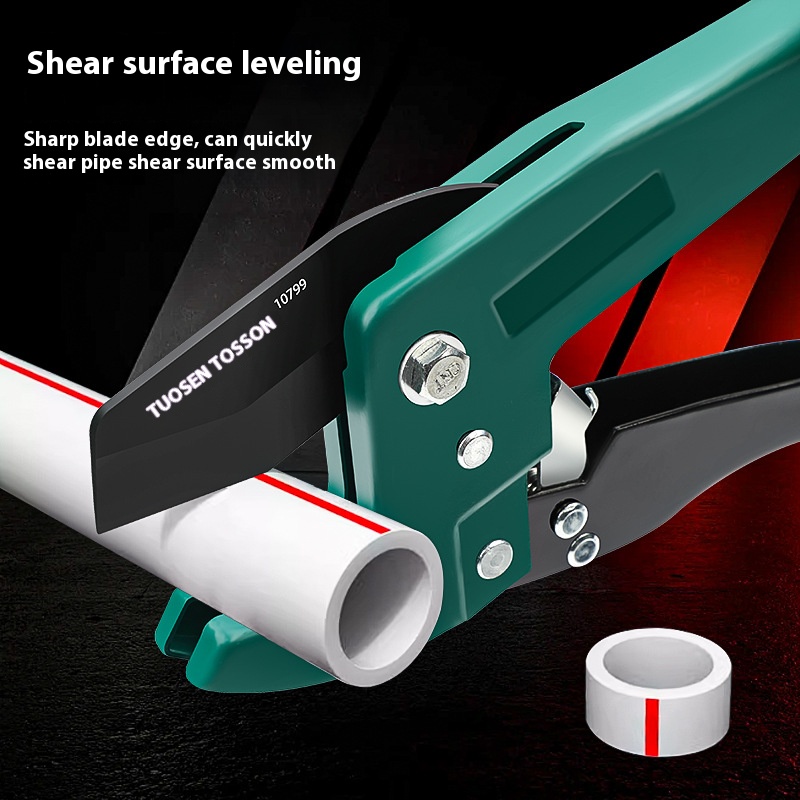 Shear surface leveling
Sharp blade edge, can quickly
shear pipe shear surface smooth
10799
TUOSEN TOSSON